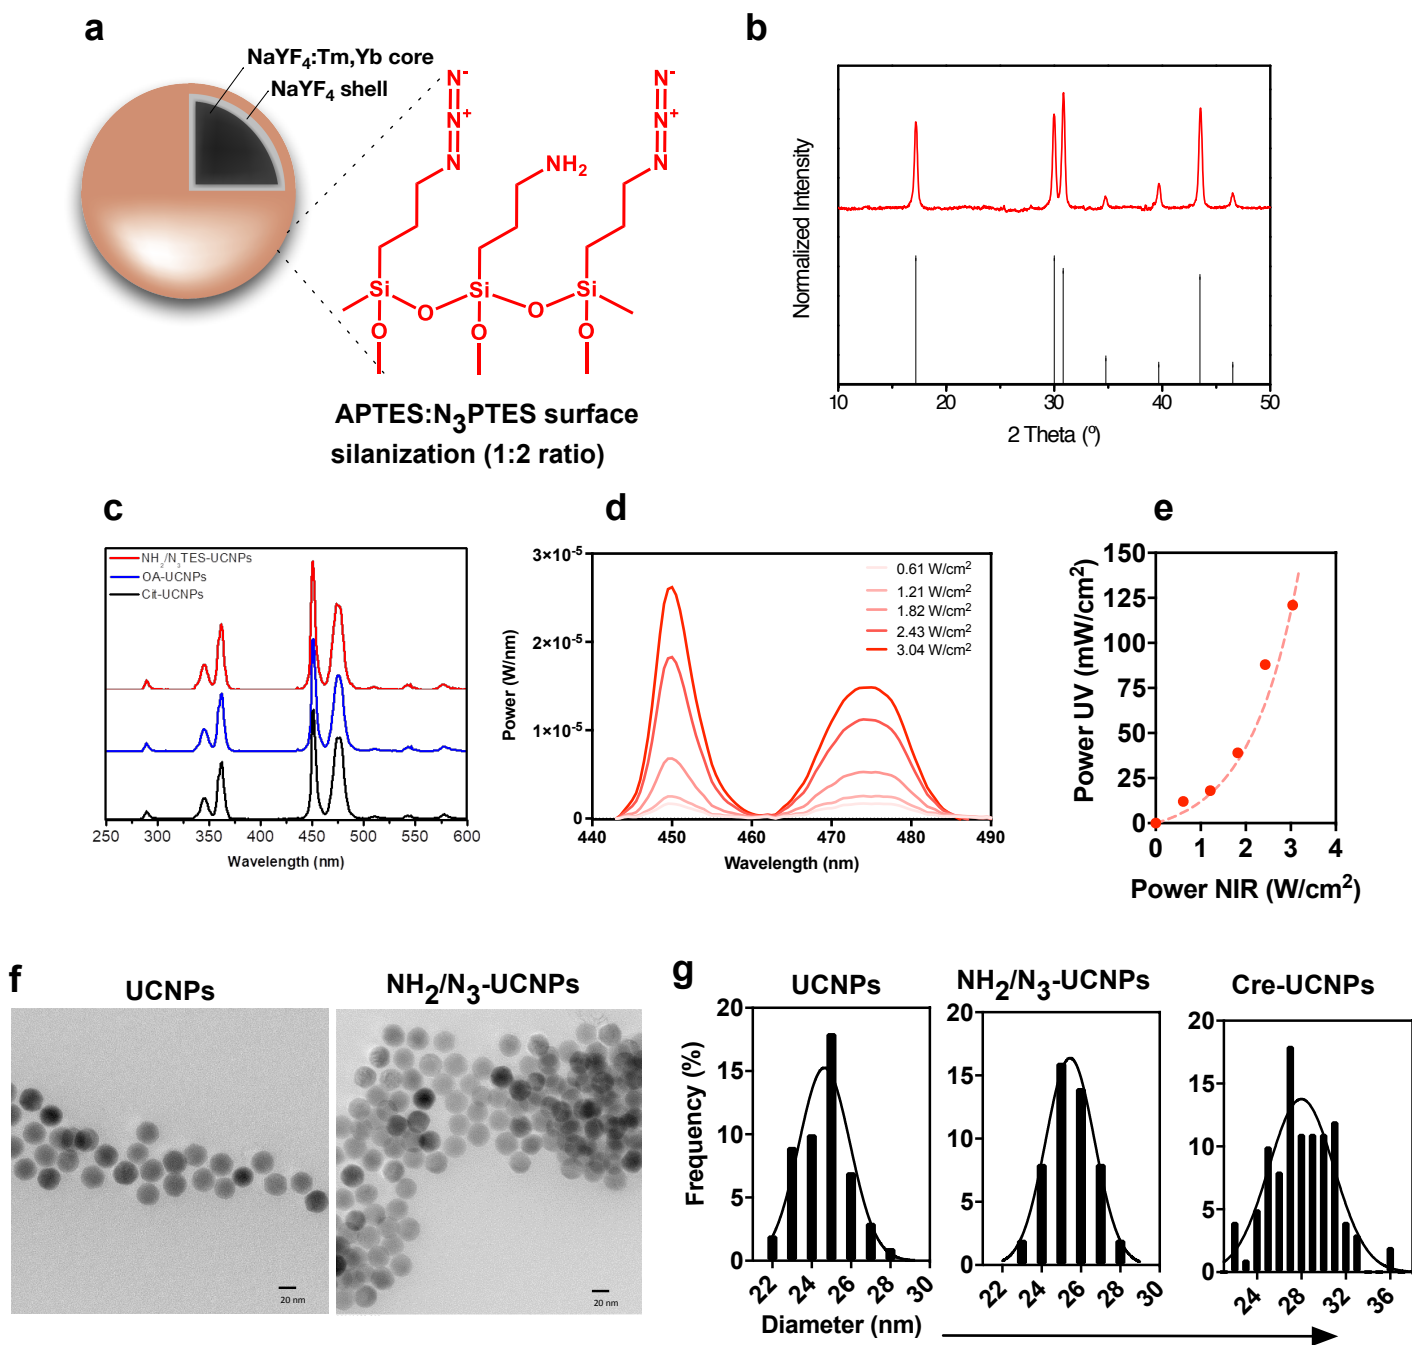 a
NaYF4:Tm,Yb core
NaYF4 shell
N-
N+
N
NH2
N-
N+
N
Si
O
Si
O
Si
O
O
O
APTES:N3PTES surface
silanization (1:2 ratio)
b
Normalized Intensity
10 20 30 40 50
2 Theta (º)
c
NH2/N3TES-UCNPs
OA-UCNPs
Cit-UCNPs
250 300 350 400 450 500 550 600
Wavelength (nm)
d
Power (W/nm)
3×10-5
2×10-5
1×10-5
0
0.61 W/cm2
1.21 W/cm2
1.82 W/cm2
2.43 W/cm2
3.04 W/cm2
440 450 460 470 480 490
Wavelength (nm)
e
Power UV (mW/cm2)
150
125
100
75
50
25
0
0 1 2 3 4
Power NIR (W/cm2)
f
UCNPs
20 nm
NH2/N3-UCNPs
20 nm
g
UCNPs
Frequency (%)
20
15
10
5
0
22 24 26 28 30
Diameter (nm)
NH2/N3-UCNPs
20
15
10
5
0
22 24 26 28 30
Cre-UCNPs
20
15
10
5
0
24 28 32 36